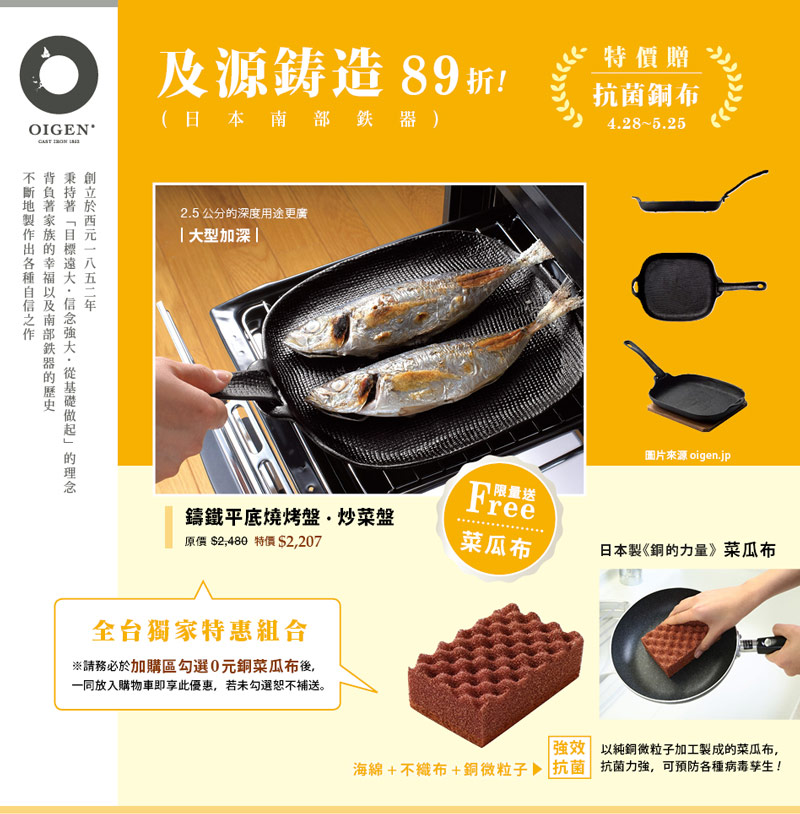 OIGEN
CAST IRON 1852
創立於西元一八五二年
秉持著「目標遠大・信念強大・從基礎做起」的理念
背負著家族的幸福以及南部鉄器的歷史
不斷地製作出各種自信之作
及源鋳造 89折!
(日本南部鉄器)
特價贈
抗菌銅布
4.28~5.25
2.5 公分的深度用途更廣
|大型加深|
圖片來源 oigen.jp
鑄鐵平底燒烤盤・炒菜盤
原價 $2,480 特價 $2,207
限量送
Free
菜瓜布
日本製《銅的力量》菜瓜布
全台獨家特惠組合
※請務必於加購區勾選0元銅菜瓜布後,
一同放入購物車即享此優惠，若未勾選恕不補送。
海綿+不織布+銅微粒子▶
強效
抗菌
以純銅微粒子加工製成的菜瓜布,
抗菌力強，可預防各種病毒孳生!